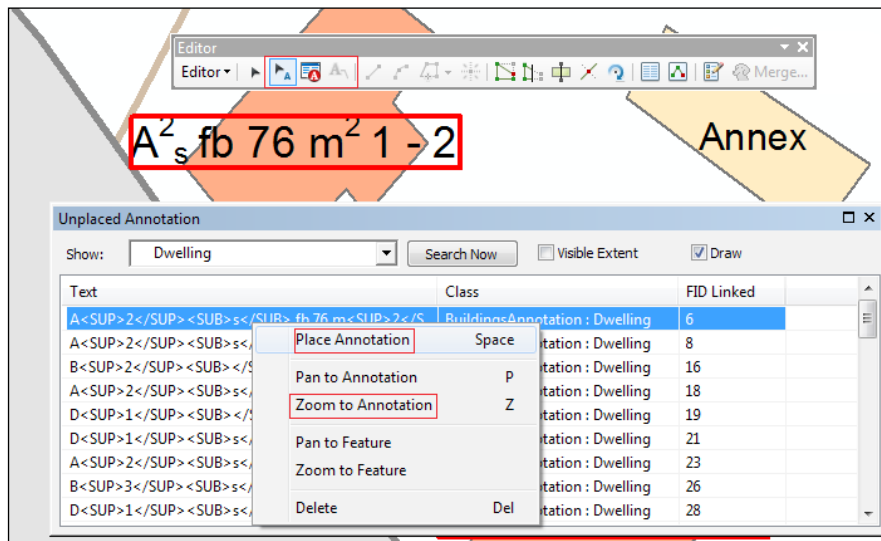 Editor
Editor
Merge...
A²ₛ fb 76 m² 1 - 2
Annex
Unplaced Annotation
Show: Dwelling Search Now Visible Extent Draw
Text Class FID Linked
A<SUP>2</SUP><SUB>s</SUB> fb 76 m<SUP>2</S BuildingsAnnotation : Dwelling 6
A<SUP>2</SUP><SUB>s</ tation : Dwelling 8
B<SUP>2</SUP><SUB></S tation : Dwelling 16
A<SUP>2</SUP><SUB>s</ tation : Dwelling 18
D<SUP>1</SUP><SUB></S tation : Dwelling 19
D<SUP>1</SUP><SUB>s</ tation : Dwelling 21
A<SUP>2</SUP><SUB>s</ tation : Dwelling 23
B<SUP>3</SUP><SUB>s</ tation : Dwelling 26
D<SUP>1</SUP><SUB>s</ tation : Dwelling 28
Place Annotation Space
Pan to Annotation P
Zoom to Annotation Z
Pan to Feature
Zoom to Feature
Delete Del